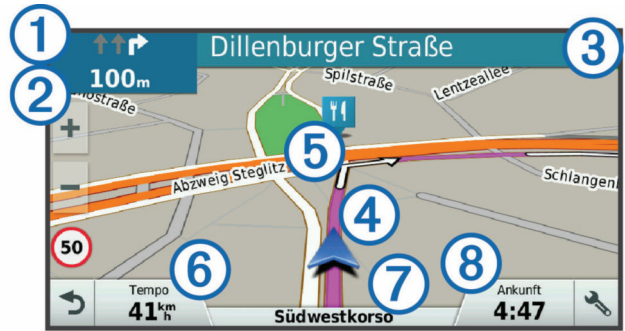 1
Dillenburger Straße
3
100m
2
Spilstraße
Lentzeallee
ostraße
+
5
Abzweig Steglitz
Schlangen
−
4
50
6
7
8
Tempo
41 km/h
Südwestkorso
Ankunft
4:47